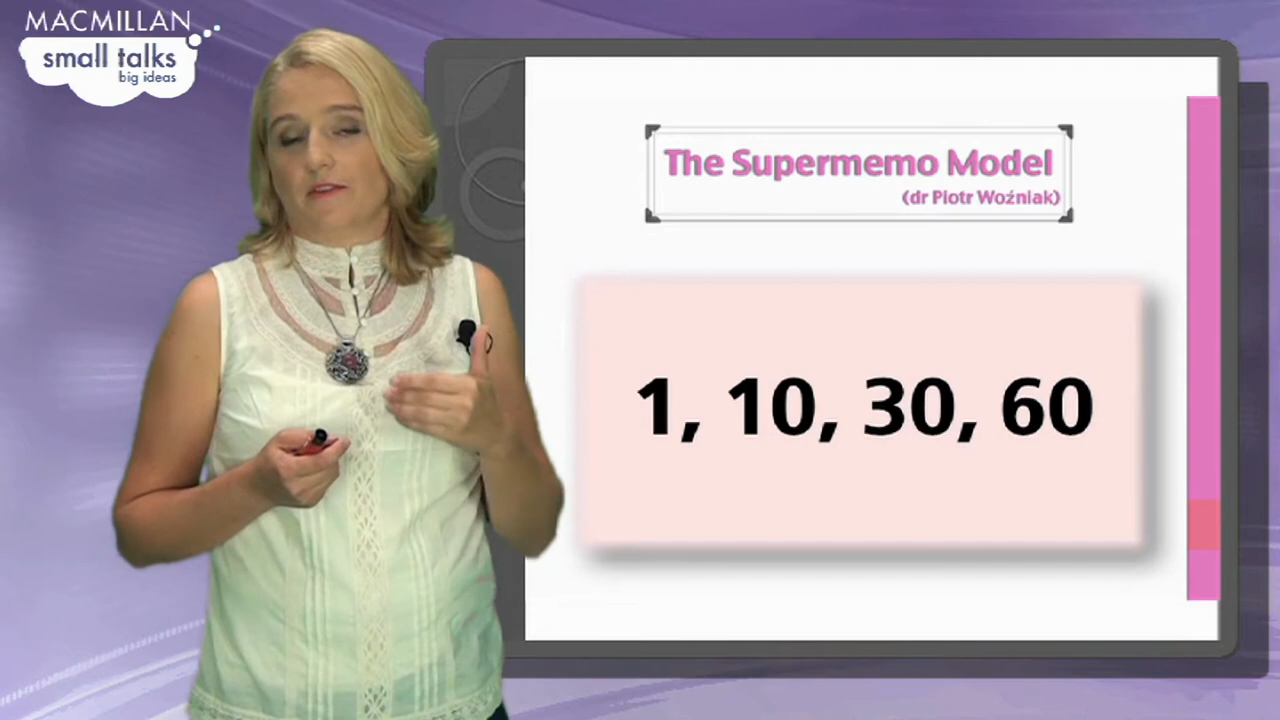 MACMILLAN
small talks
big ideas
The Supermemo Model
(dr Piotr Woźniak)
1, 10, 30, 60